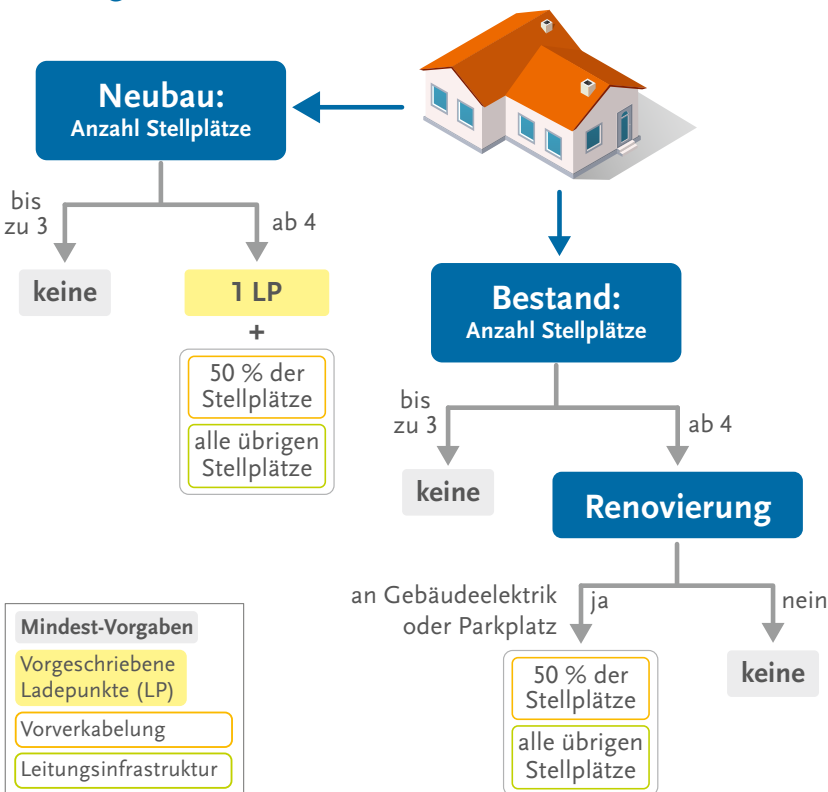 Neubau:
Anzahl Stellplätze
bis
zu 3
ab 4
keine
1 LP
+
50 % der
Stellplätze
alle übrigen
Stellplätze
Bestand:
Anzahl Stellplätze
bis
zu 3
ab 4
keine
Renovierung
an Gebäudeelektrik
oder Parkplatz
ja
nein
50 % der
Stellplätze
alle übrigen
Stellplätze
keine
Mindest-Vorgaben
Vorgeschriebene
Ladepunkte (LP)
Vorverkabelung
Leitungsinfrastruktur